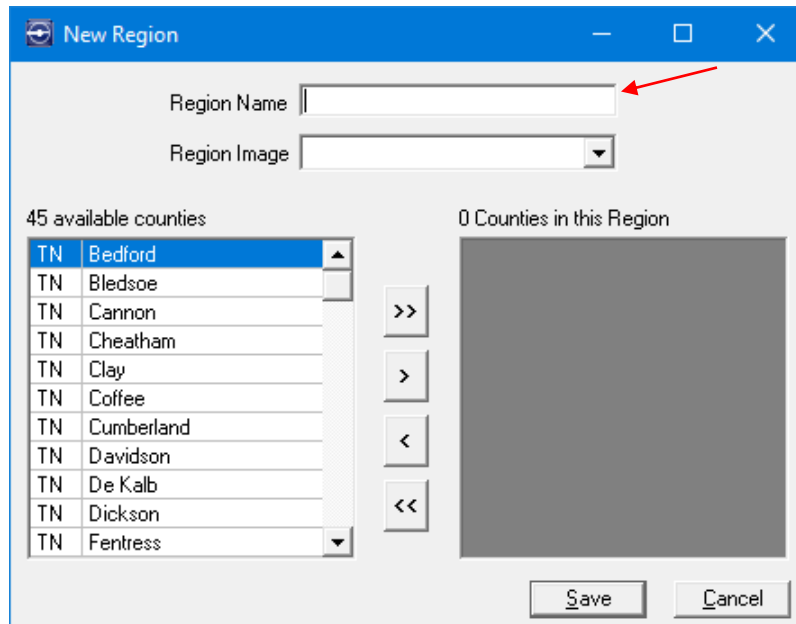 New Region
Region Name
Region Image
45 available counties
0 Counties in this Region
TN Bedford
TN Bledsoe
TN Cannon
TN Cheatham
TN Clay
TN Coffee
TN Cumberland
TN Davidson
TN De Kalb
TN Dickson
TN Fentress
>>
>
<
<<
Save
Cancel